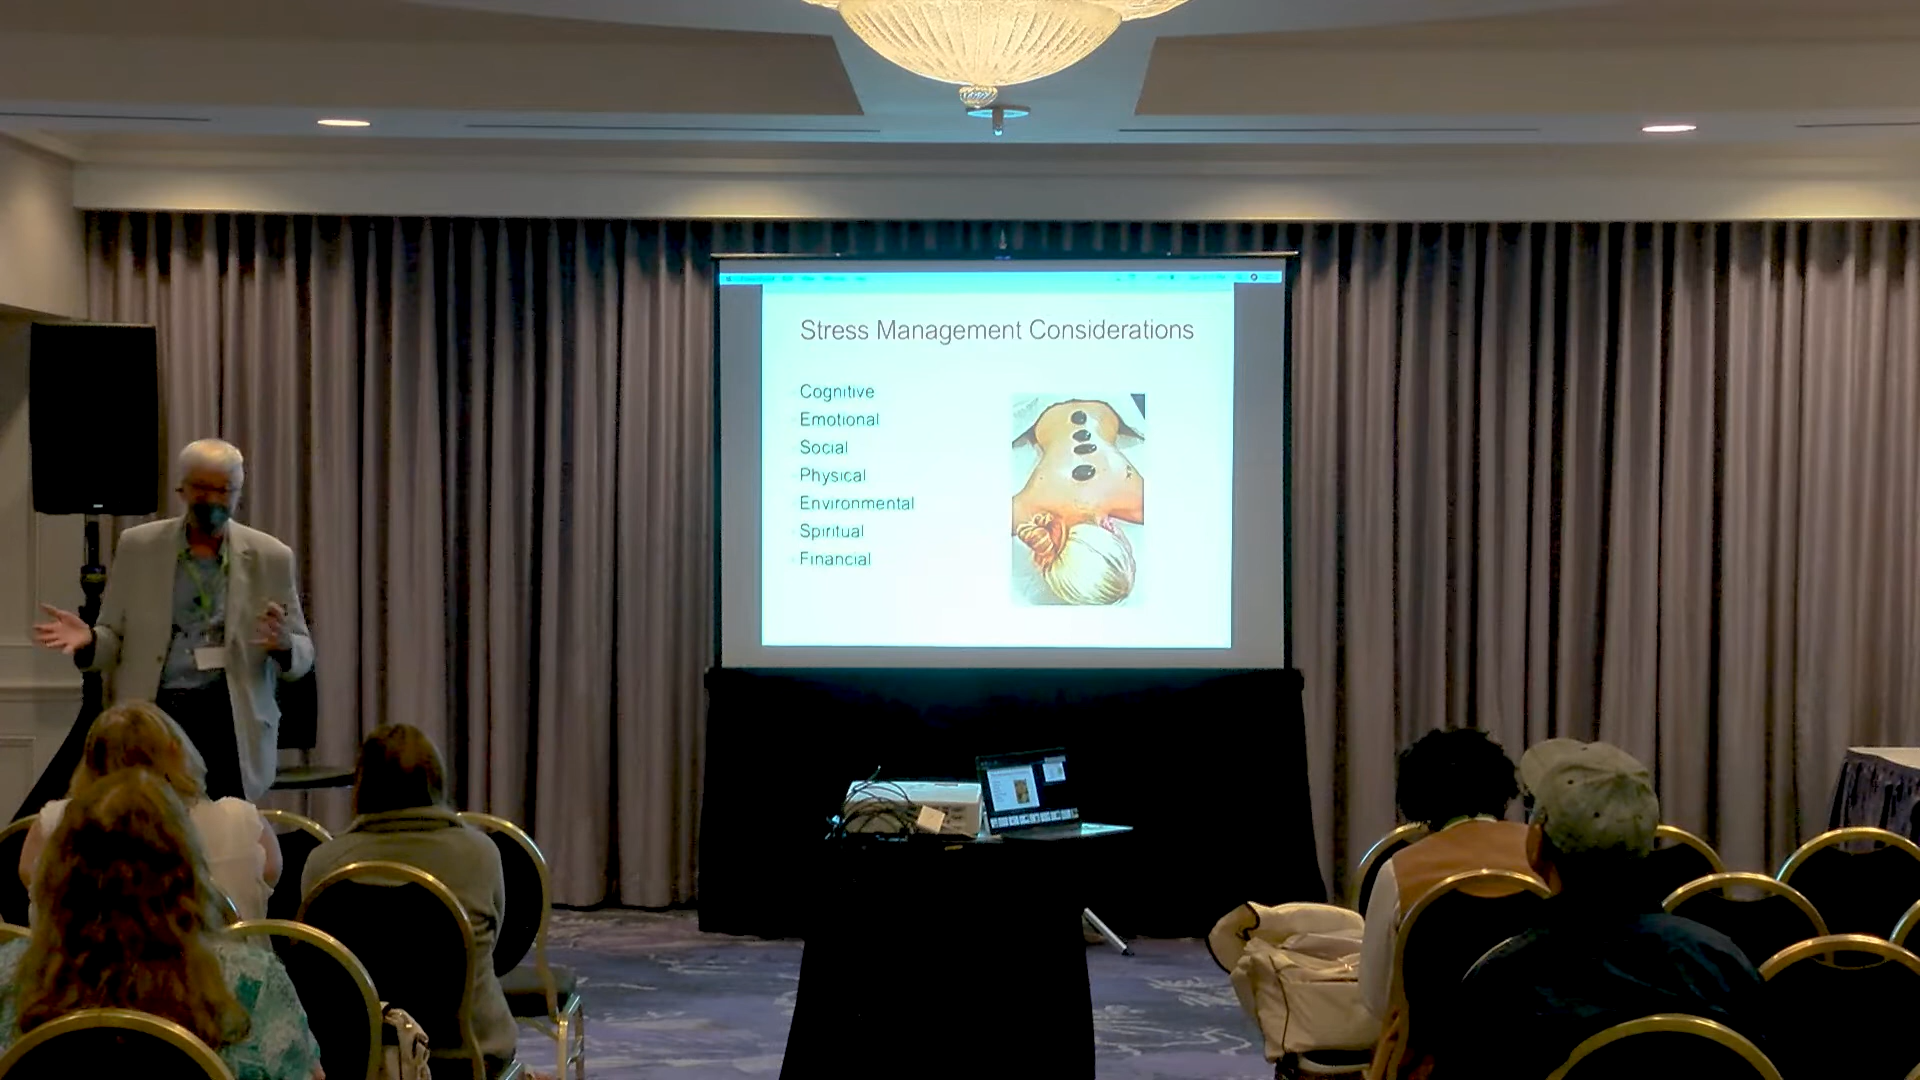 Stress Management Considerations
Cognitive
Emotional
Social
Physical
Environmental
Spiritual
Financial